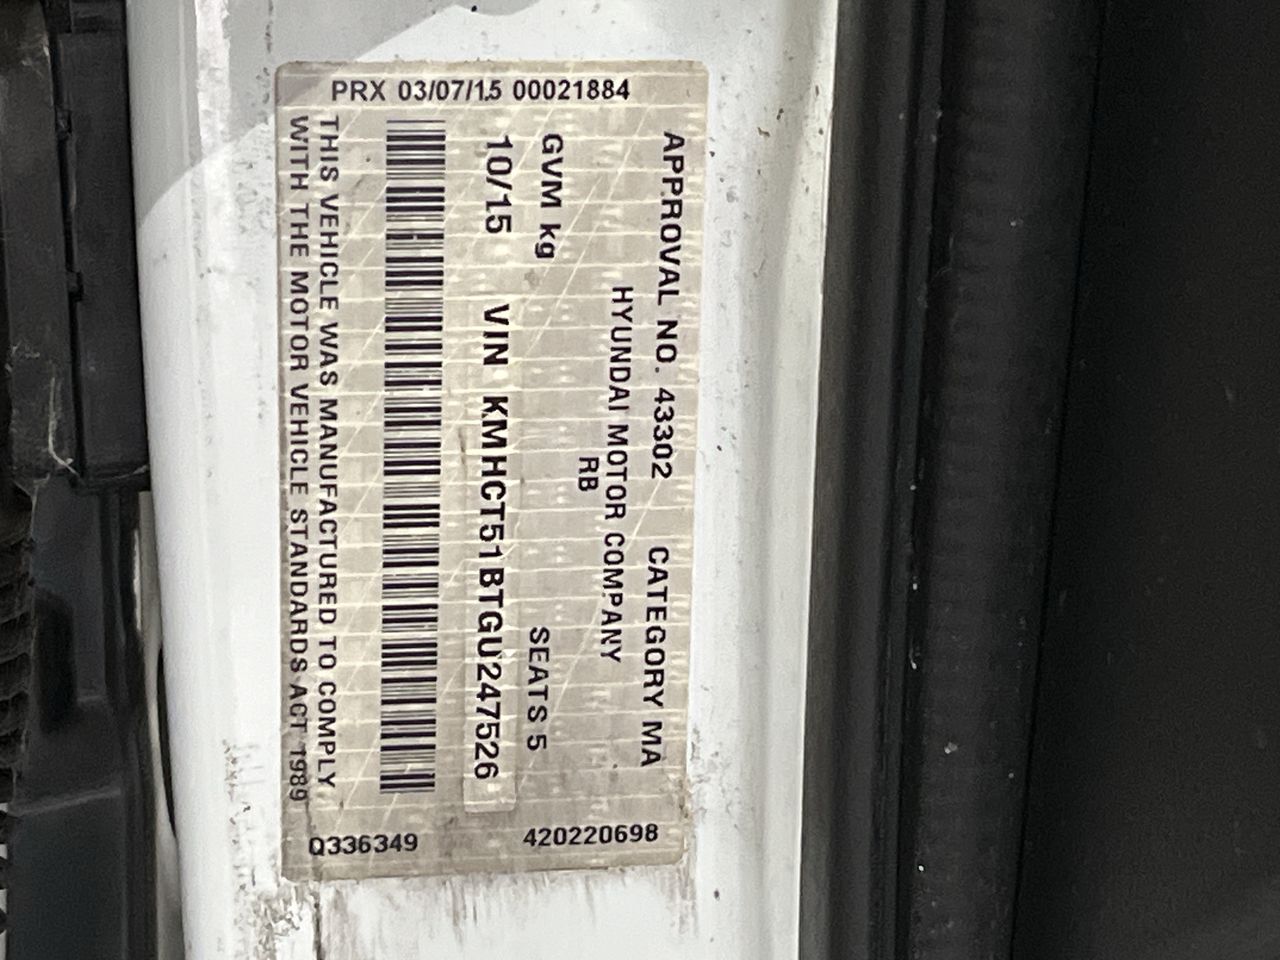 PRX 03/07/15 00021884
APPROVAL NO. 43302 CATEGORY MA
HYUNDAI MOTOR COMPANY
RB
GVM kg SEATS 5
10/15 VIN KMHCT51BTGU247526
THIS VEHICLE WAS MANUFACTURED TO COMPLY
WITH THE MOTOR VEHICLE STANDARDS ACT 1989
420220698
Q336349